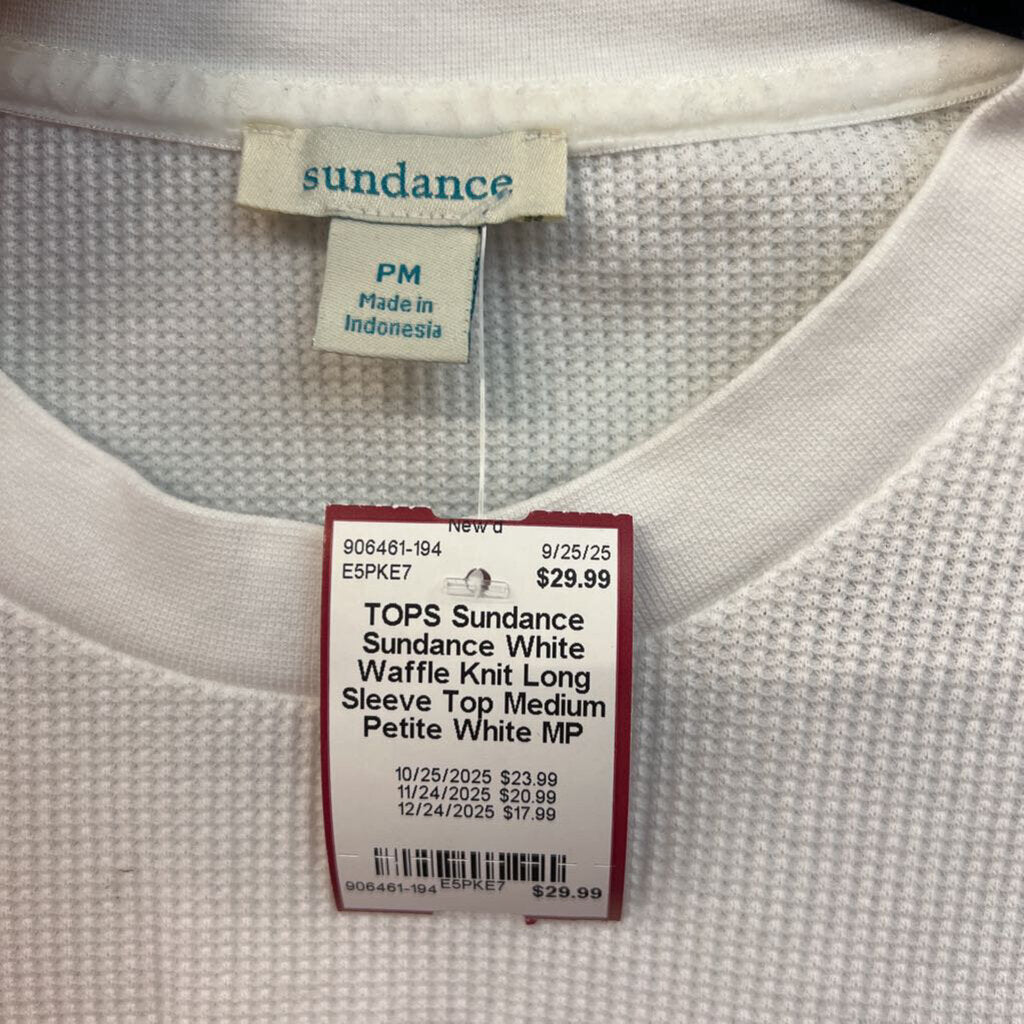 sundance
PM
Made in
Indonesia
New
906461-194 9/25/25
E5PKE7 $29.99
TOPS Sundance
Sundance White
Waffle Knit Long
Sleeve Top Medium
Petite White MP
10/25/2025 $23.99
11/24/2025 $20.99
12/24/2025 $17.99
906461-194 E5PKE7 $29.99